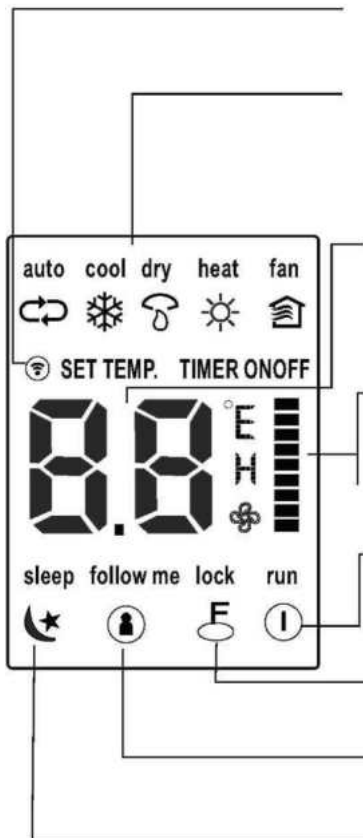 auto cool dry heat fan
SET TEMP. TIMER ONOFF
8.8 °E
H
sleep follow me lock run